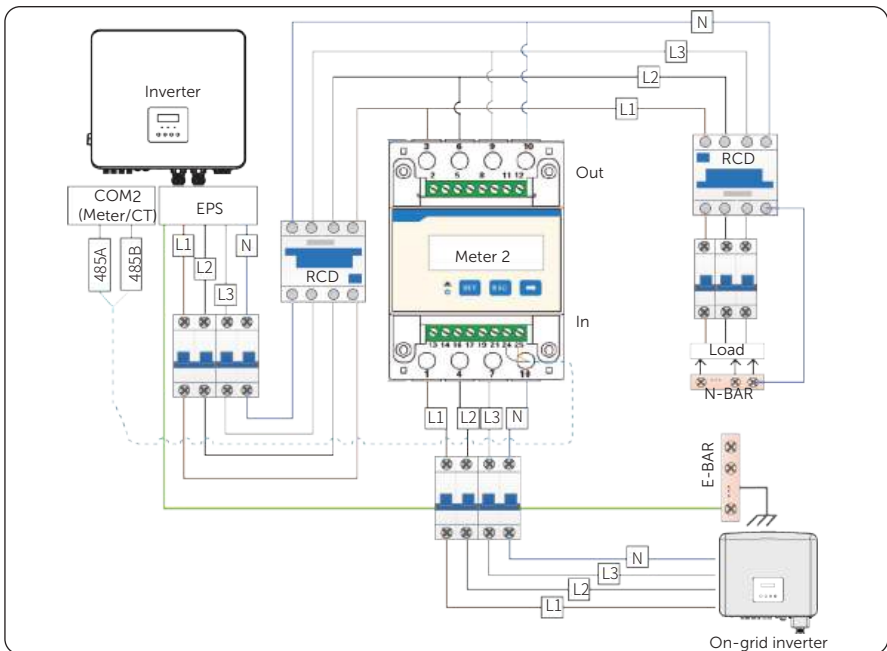 N
L3
L2
L1
Inverter
COM2
(Meter/CT)
EPS
485A
485B
L1
L2
L3
N
RCD
3 6 9 10
2 5 8 11 12
Out
Meter 2
In
13 14 16 17 19 21 24 25
1 4 7 10
L1 L2 L3 N
RCD
Load
N-BAR
E-BAR
N
L3
L2
L1
On-grid inverter